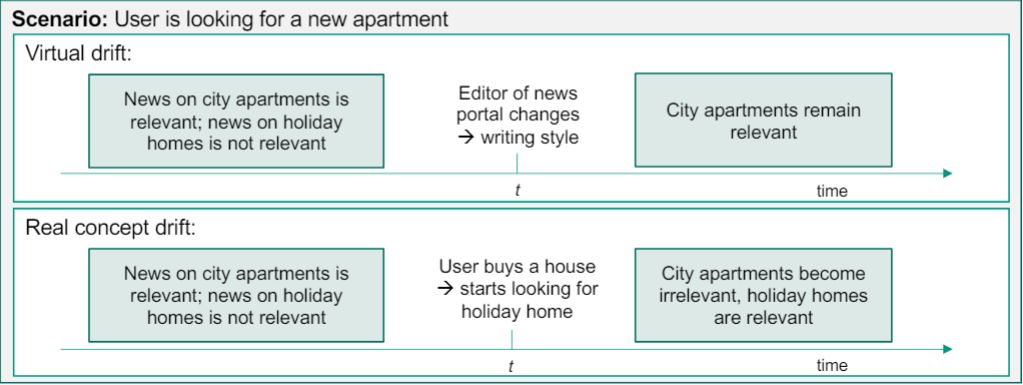 Scenario: User is looking for a new apartment
Virtual drift:
News on city apartments is
relevant; news on holiday
homes is not relevant
Editor of news
portal changes
→ writing style
City apartments remain
relevant
t
time
Real concept drift:
News on city apartments is
relevant; news on holiday
homes is not relevant
User buys a house
→ starts looking for
holiday home
City apartments become
irrelevant, holiday homes
are relevant
t
time